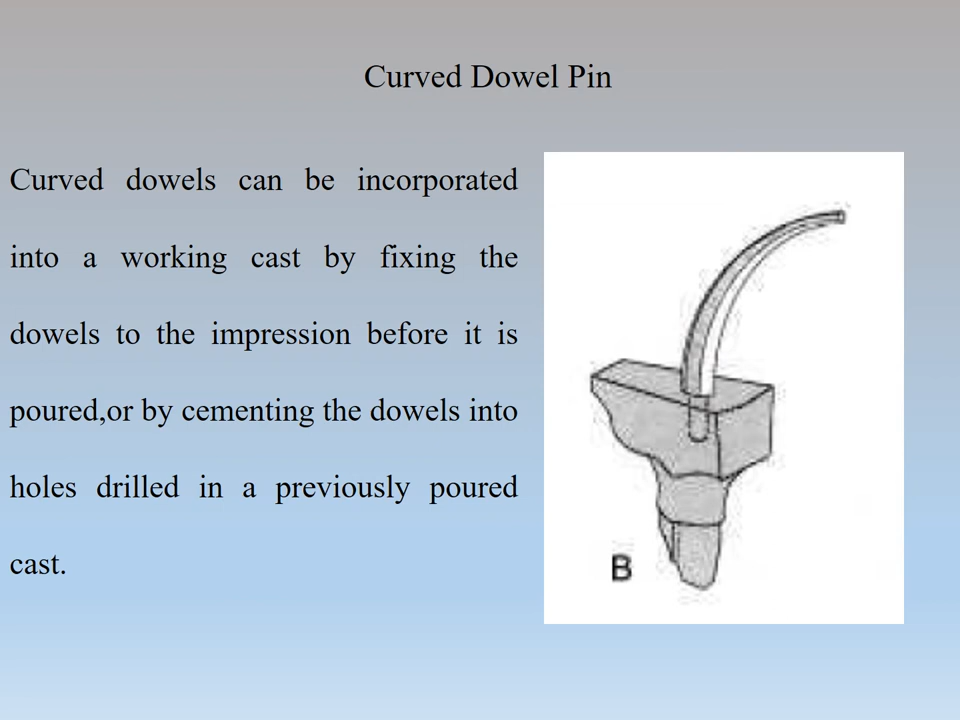 Curved Dowel Pin
Curved dowels can be incorporated
into a working cast by fixing the
dowels to the impression before it is
poured,or by cementing the dowels into
holes drilled in a previously poured
cast.
B